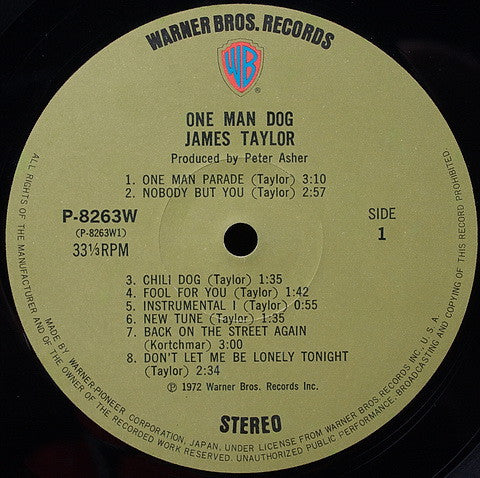 WARNER BROS. RECORDS
WB
®
ONE MAN DOG
JAMES TAYLOR
Produced by Peter Asher
1. ONE MAN PARADE (Taylor) 3:10
2. NOBODY BUT YOU (Taylor) 2:57
P-8263W
(P-8263W1)
33⅓RPM
SIDE
1
3. CHILI DOG (Taylor) 1:35
4. FOOL FOR YOU (Taylor) 1:42
5. INSTRUMENTAL I (Taylor) 0:55
6. NEW TUNE (Taylor) 1:35
7. BACK ON THE STREET AGAIN
(Kortchmar) 3:00
8. DON'T LET ME BE LONELY TONIGHT
(Taylor) 2:34
℗ 1972 Warner Bros. Records Inc.
STEREO
ALL RIGHTS OF THE MANUFACTURER AND OF THE OWNER OF THE RECORDED WORK RESERVED. UNAUTHORIZED PUBLIC PERFORMANCE, BROADCASTING AND COPYING OF THIS RECORD PROHIBITED.
MADE BY WARNER-PIONEER CORPORATION, JAPAN, UNDER LICENSE FROM WARNER BROS. RECORDS INC., U.S.A.